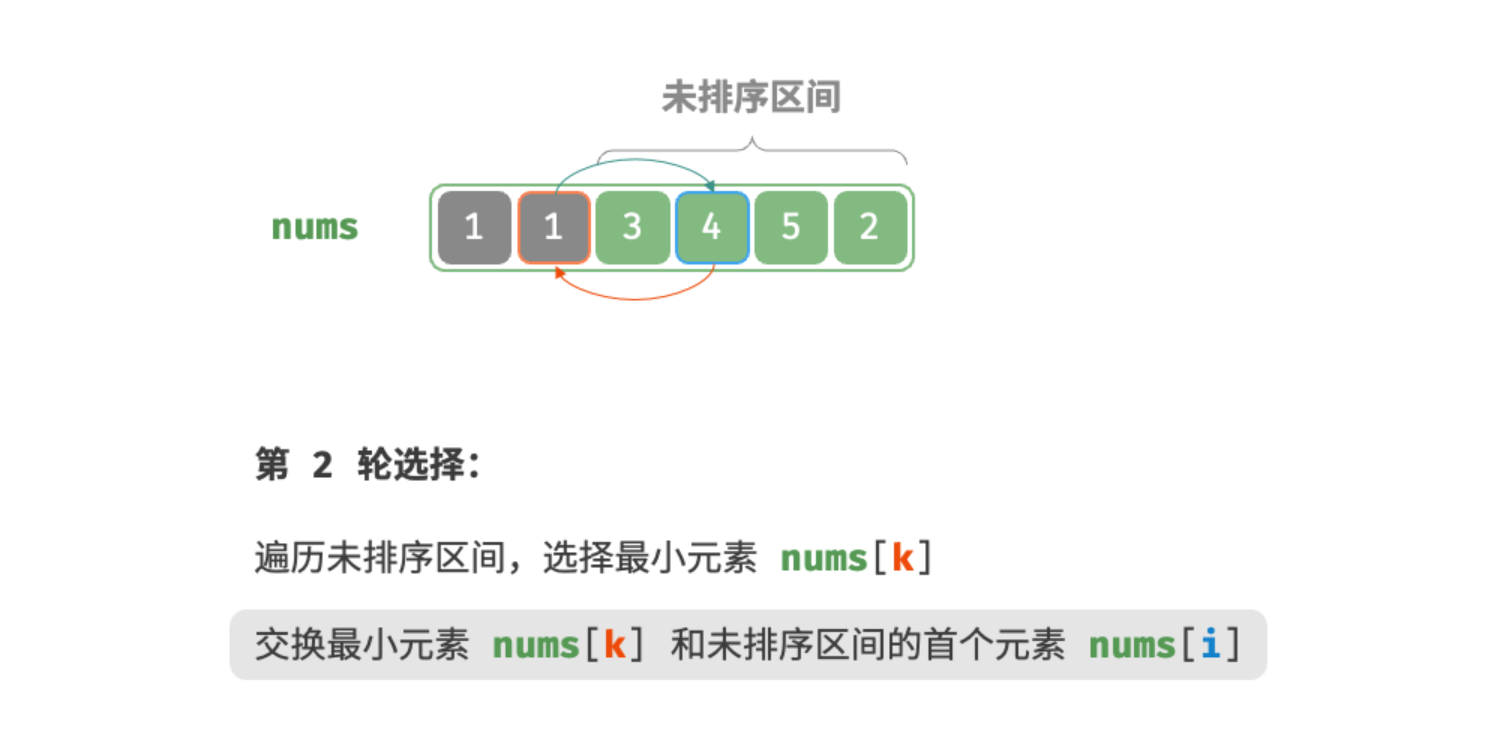 未排序区间
nums 1 1 3 4 5 2
第 2 轮选择：
遍历未排序区间，选择最小元素 nums[k]
交换最小元素 nums[k] 和未排序区间的首个元素 nums[i]